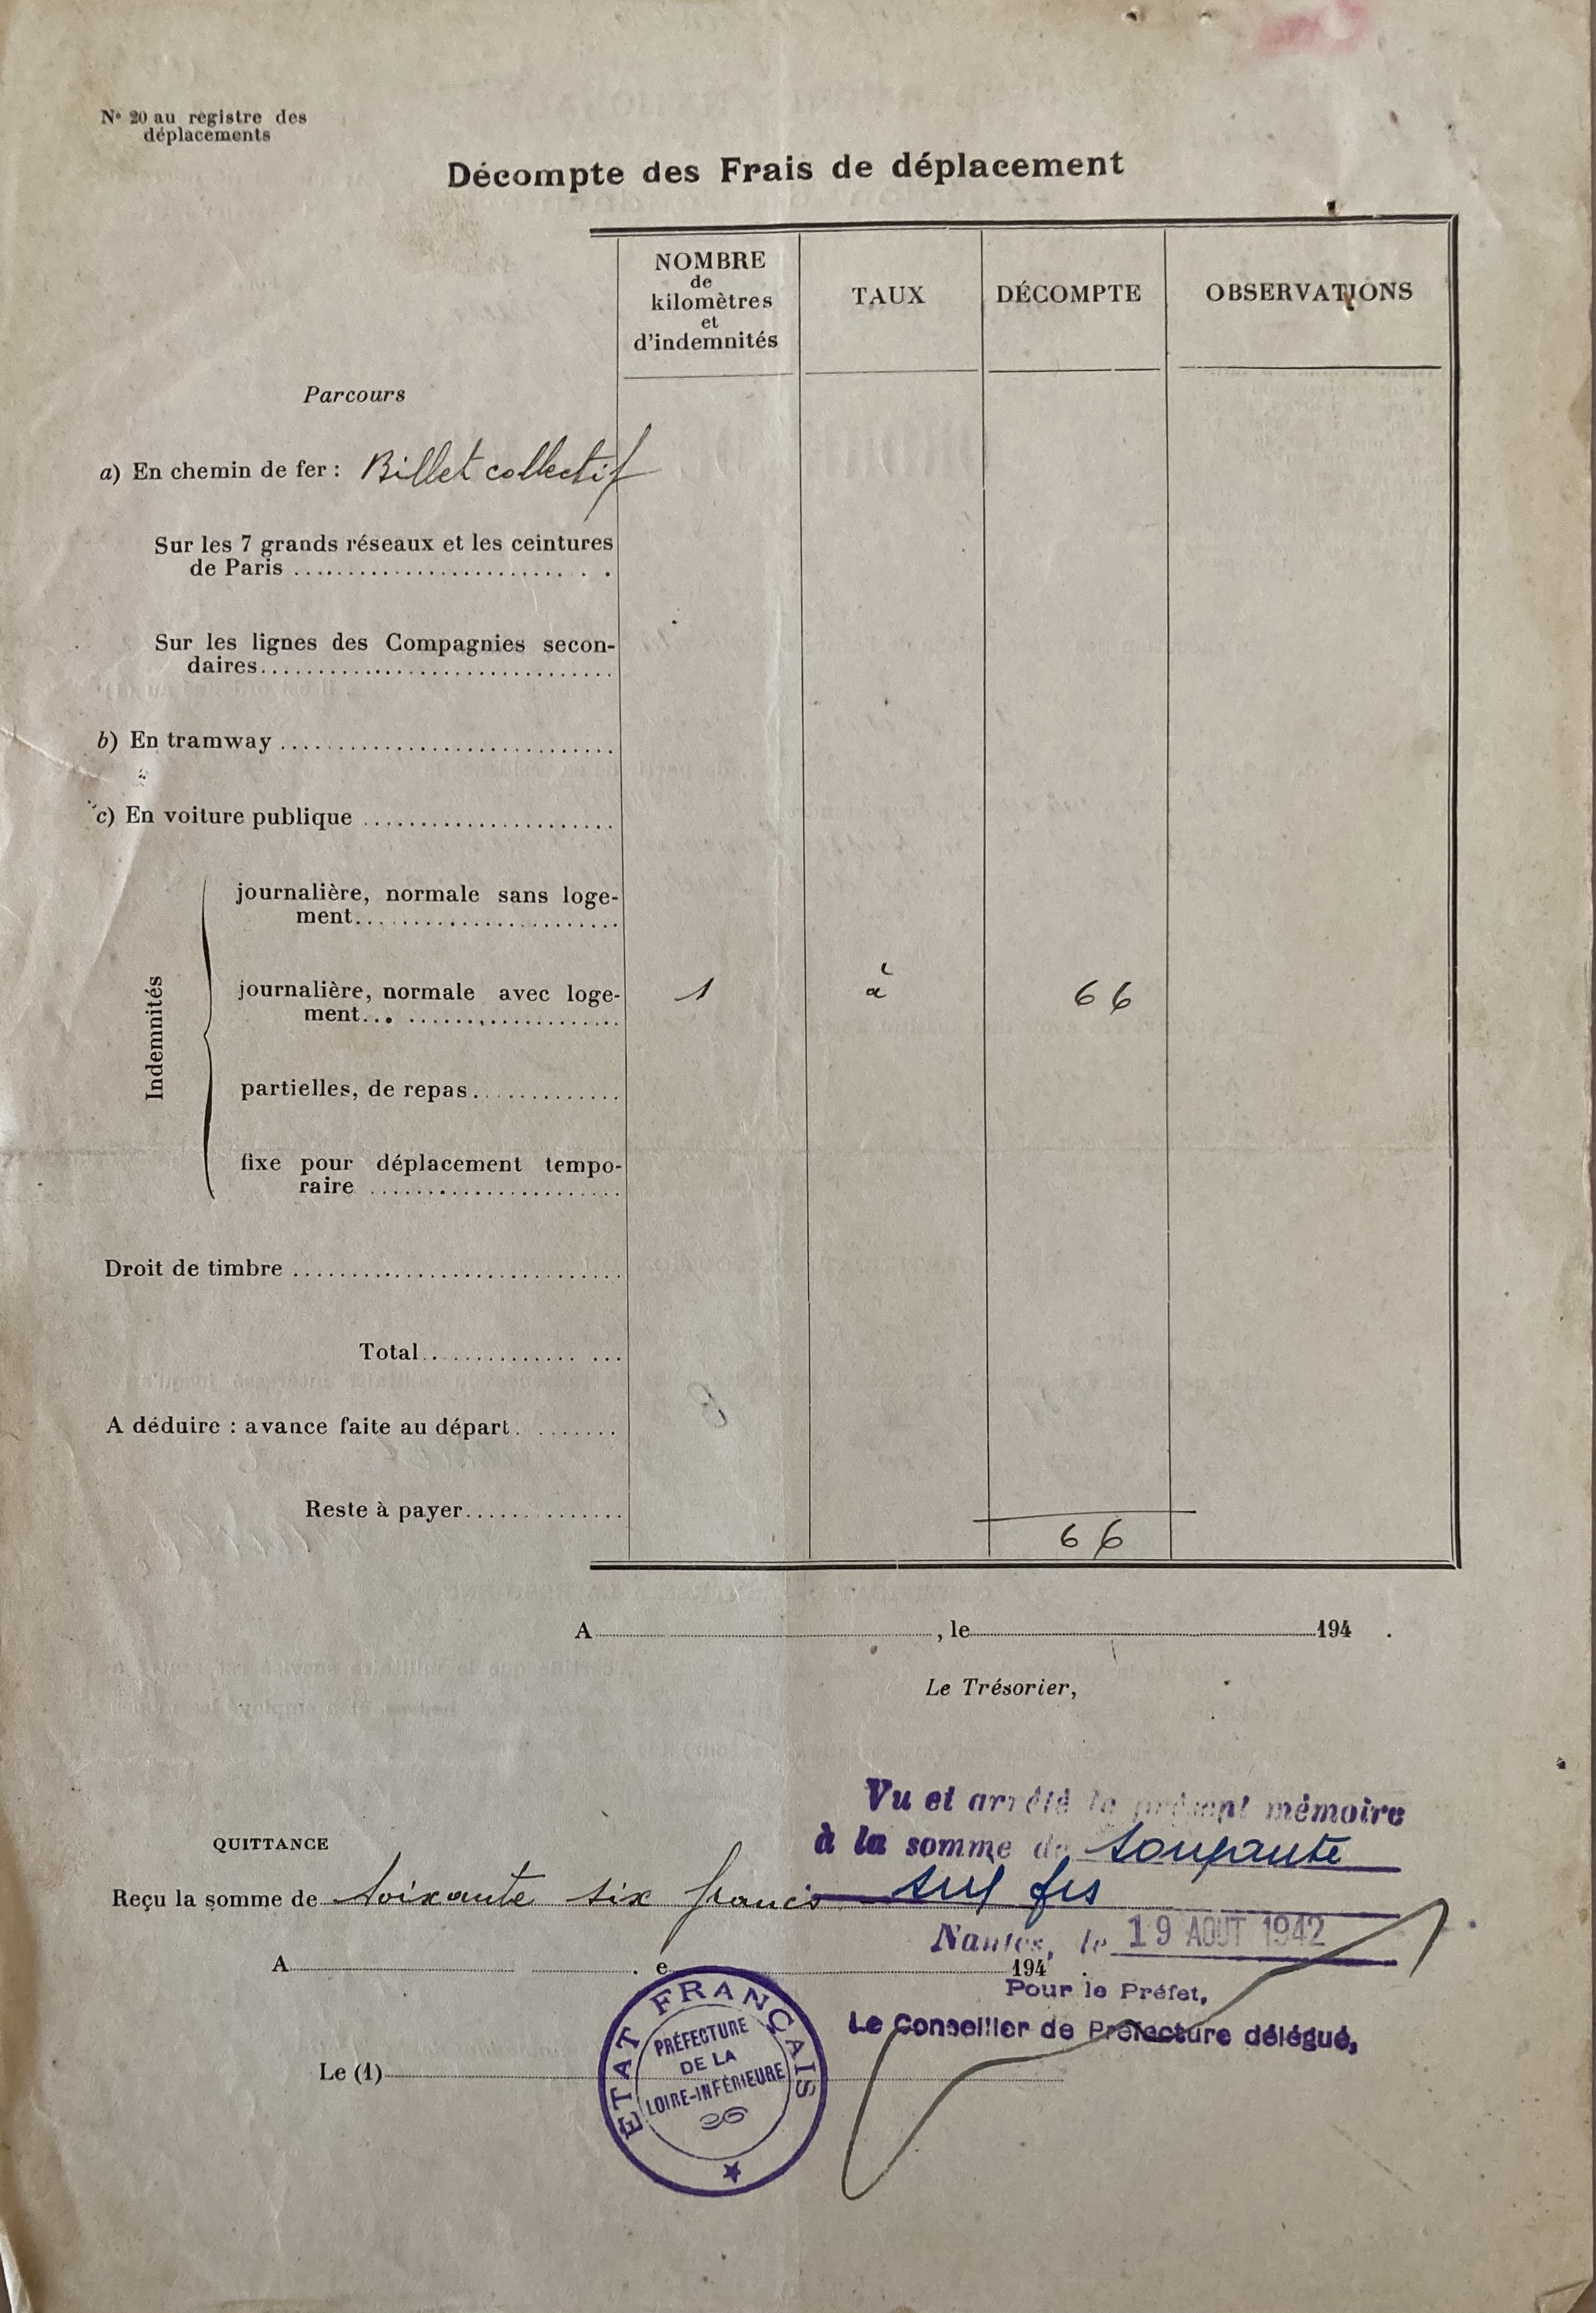 N° 20 au registre des
déplacements
Décompte des Frais de déplacement
NOMBRE
de
kilomètres
et
d'indemnités
TAUX
DÉCOMPTE
OBSERVATIONS
Parcours
a) En chemin de fer : Billet collectif
Sur les 7 grands réseaux et les ceintures
de Paris
Sur les lignes des Compagnies secon-
daires
b) En tramway
c) En voiture publique
Indemnités
journalière, normale sans loge-
ment
journalière, normale avec loge- 1 à 66
ment
partielles, de repas
fixe pour déplacement tempo-
raire
Droit de timbre
Total
A déduire : avance faite au départ
Reste à payer
66
A , le 194 .
Le Trésorier,
Vu et arrêté le présent mémoire
à la somme de soixante
six frs
Nantes, le 19 AOUT 1942
Pour le Préfet,
Le Conseiller de Préfecture délégué,
QUITTANCE
Reçu la somme de soixante six francs
A e 194 .
Le (1)
ETAT FRANÇAIS
PRÉFECTURE
DE LA
LOIRE-INFÉRIEURE